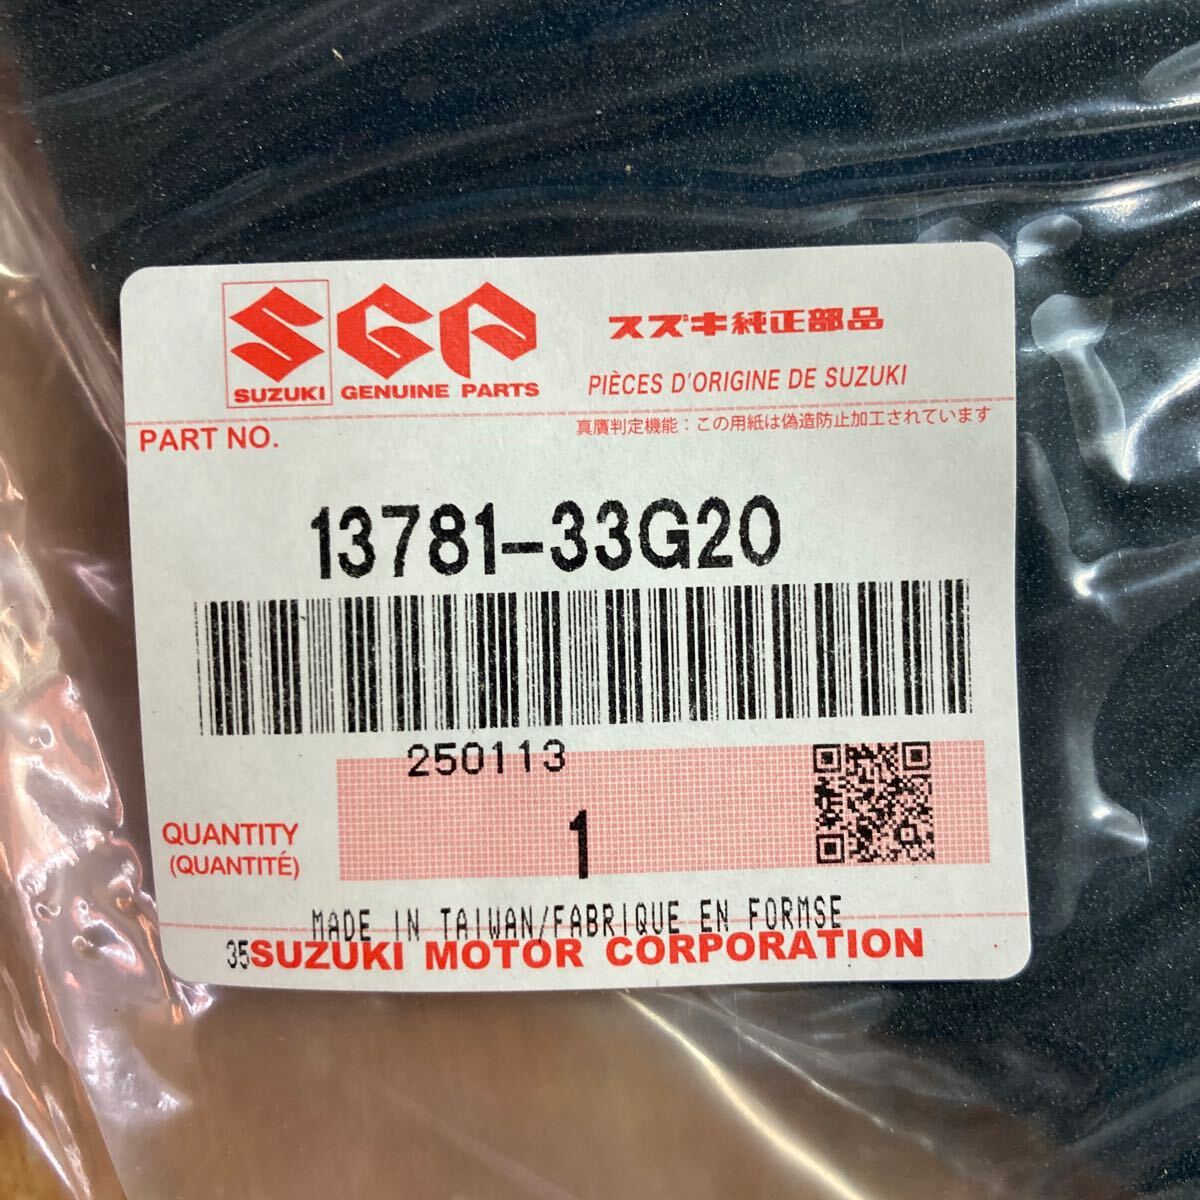 SGP
SUZUKI GENUINE PARTS
スズキ純正部品
PIÈCES D'ORIGINE DE SUZUKI
PART NO.
真贋判定機能：この用紙は偽造防止加工されています
13781-33G20
250113
QUANTITY
(QUANTITÉ)
1
MADE IN TAIWAN/FABRIQUE EN FORMSE
35
SUZUKI MOTOR CORPORATION